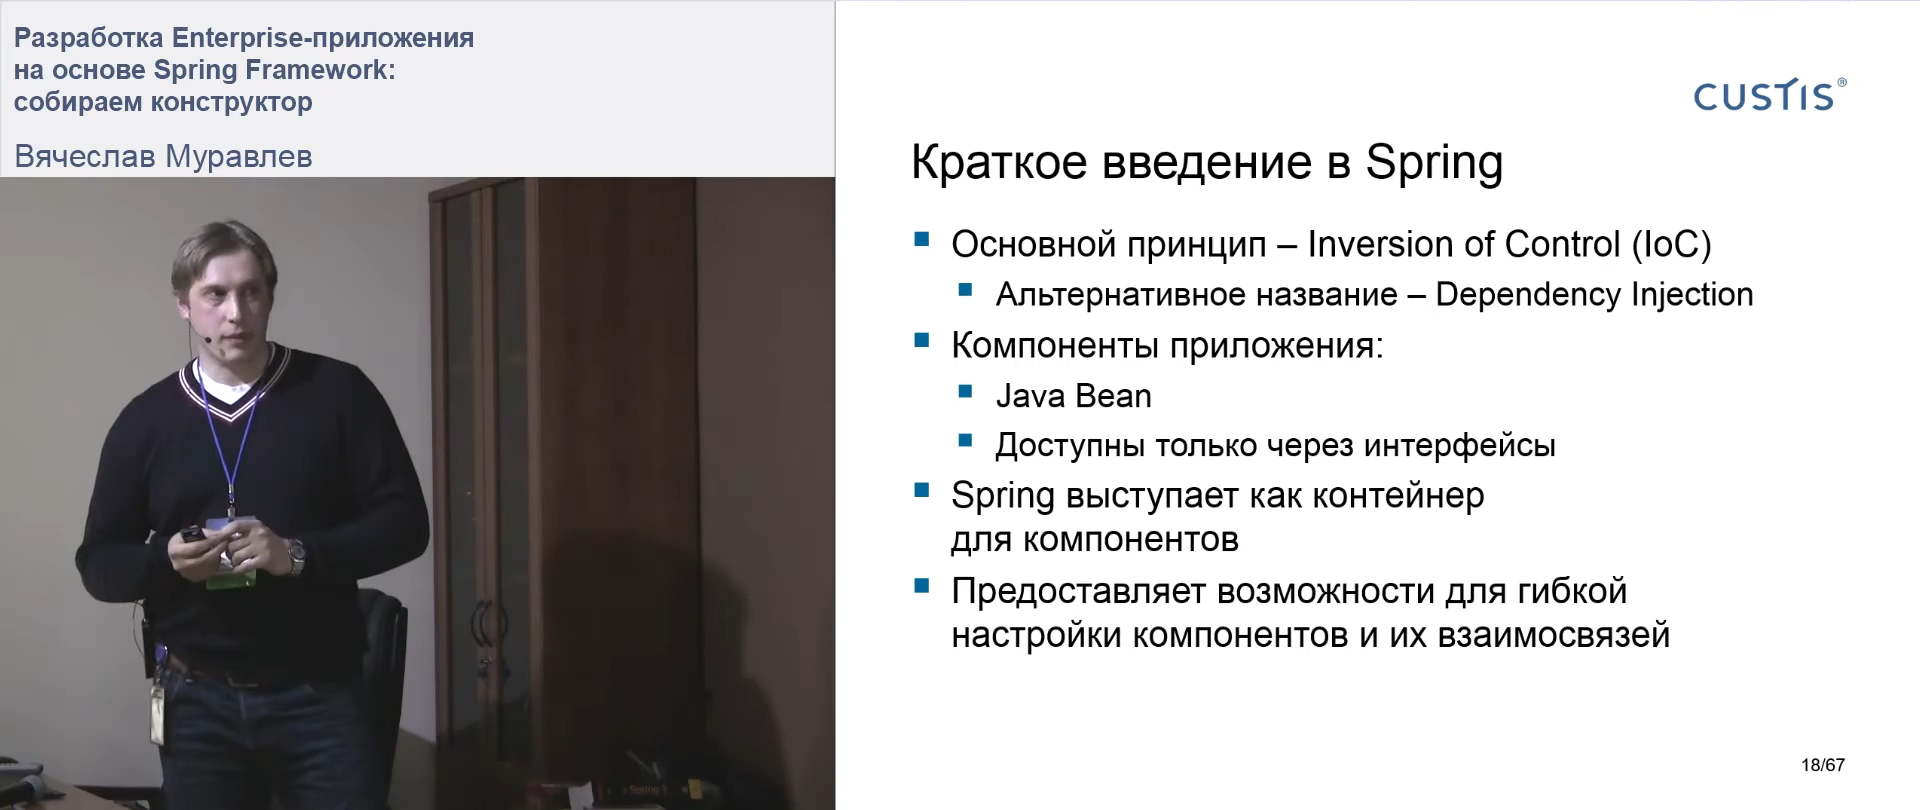 Разработка Enterprise-приложения
на основе Spring Framework:
собираем конструктор
Вячеслав Муравлев
CUSTIS®
Краткое введение в Spring
Основной принцип – Inversion of Control (IoC)
Альтернативное название – Dependency Injection
Компоненты приложения:
Java Bean
Доступны только через интерфейсы
Spring выступает как контейнер
для компонентов
Предоставляет возможности для гибкой
настройки компонентов и их взаимосвязей
18/67